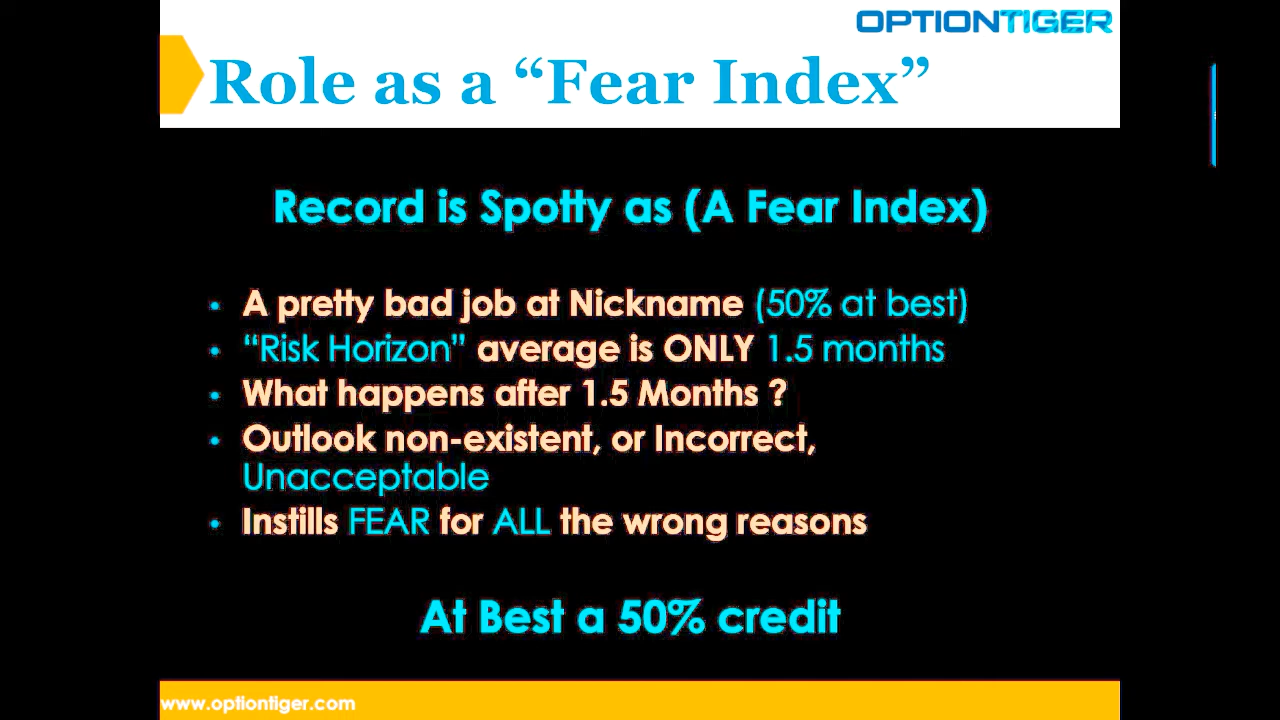 OPTIONTIGER
Role as a “Fear Index”
Record is Spotty as (A Fear Index)
• A pretty bad job at Nickname (50% at best)
• “Risk Horizon” average is ONLY 1.5 months
• What happens after 1.5 Months ?
• Outlook non-existent, or Incorrect,
Unacceptable
• Instills FEAR for ALL the wrong reasons
At Best a 50% credit
www.optiontiger.com